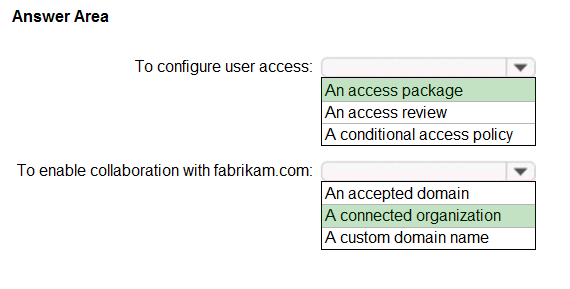 Answer Area
To configure user access:
An access package
An access review
A conditional access policy
To enable collaboration with fabrikam.com:
An accepted domain
A connected organization
A custom domain name